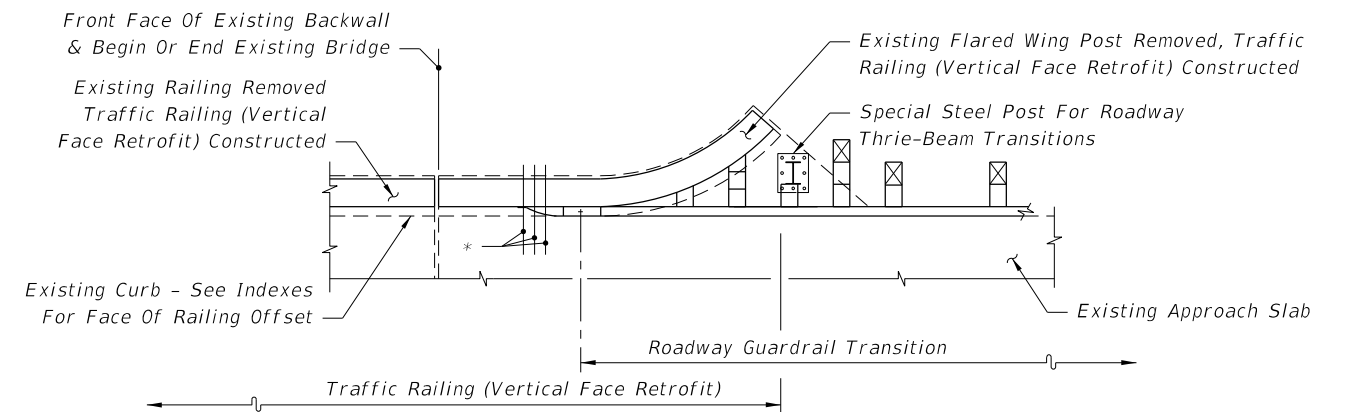 Front Face Of Existing Backwall
& Begin Or End Existing Bridge
Existing Railing Removed
Traffic Railing (Vertical
Face Retrofit) Constructed
Existing Flared Wing Post Removed, Traffic
Railing (Vertical Face Retrofit) Constructed
Special Steel Post For Roadway
Thrie-Beam Transitions
*
Existing Curb - See Indexes
For Face Of Railing Offset
Existing Approach Slab
Roadway Guardrail Transition
Traffic Railing (Vertical Face Retrofit)